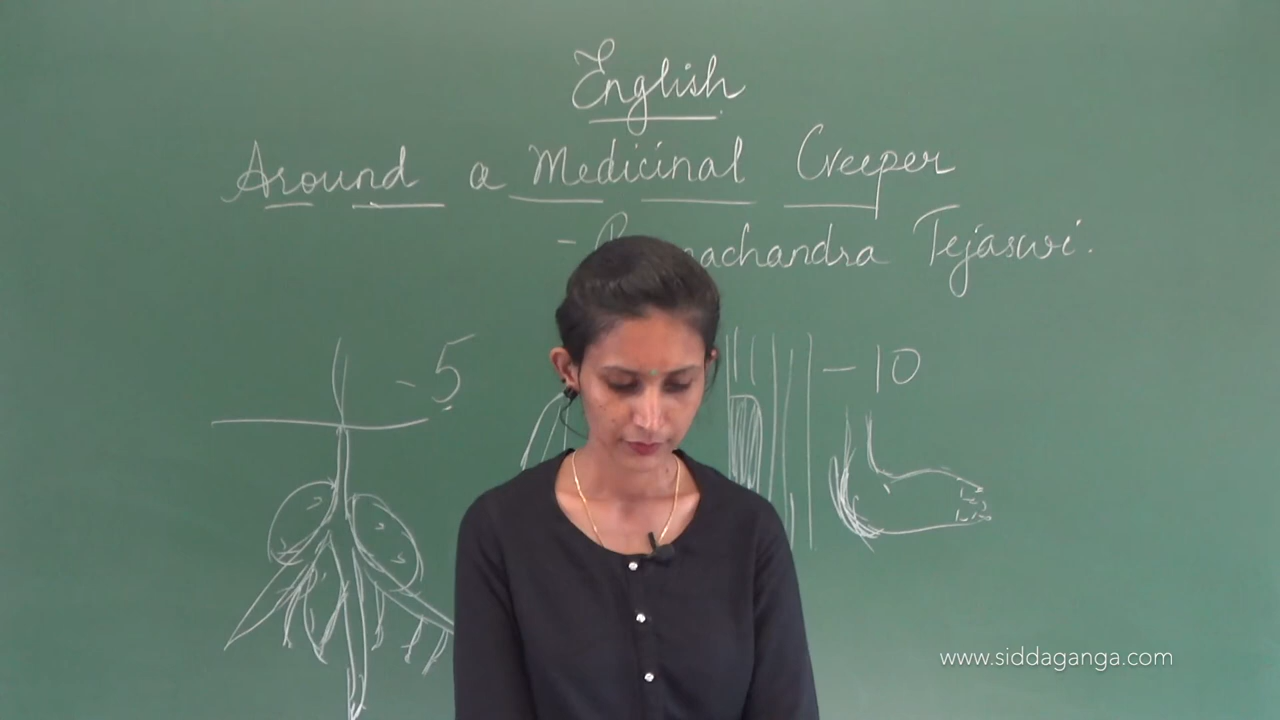 English
Around a Medicinal Creeper
Tejaswi.
- 5
- 10
www.siddaganga.com